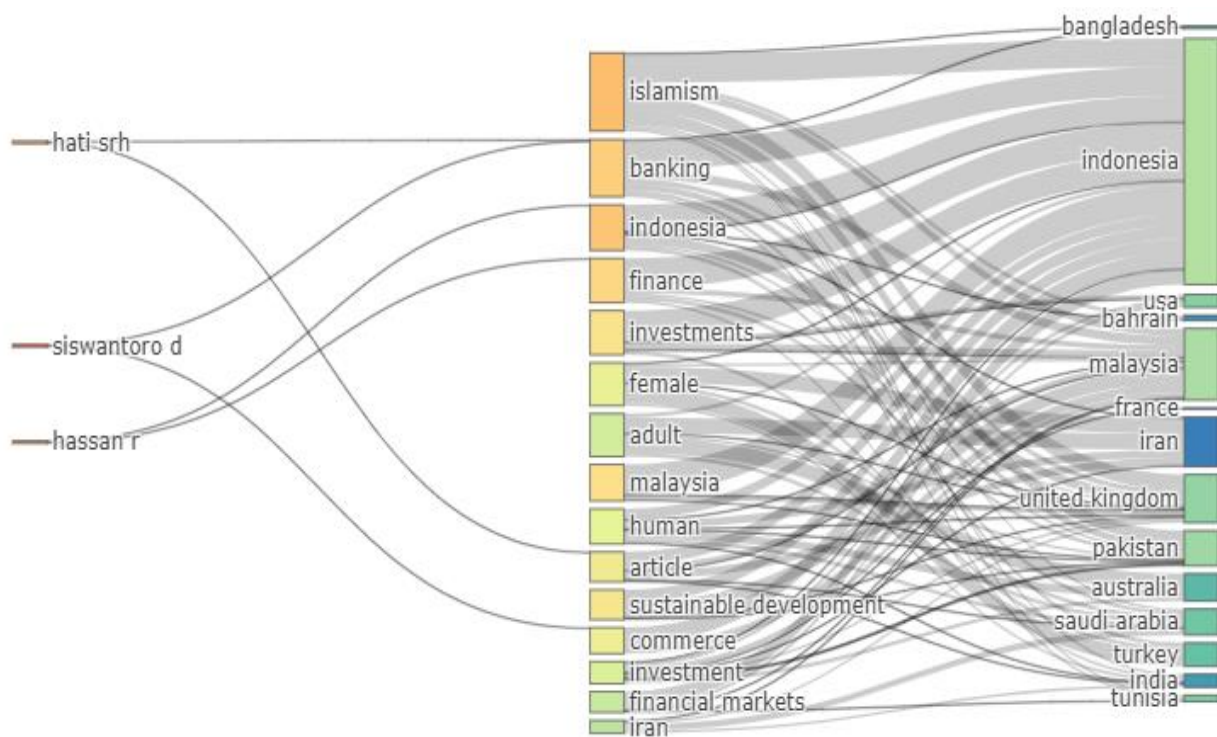 hati srh
siswantoro d
hassan r
islamism
banking
indonesia
finance
investments
female
adult
malaysia
human
article
sustainable development
commerce
investment
financial markets
iran
bangladesh
indonesia
usa
bahrain
malaysia
france
iran
united kingdom
pakistan
australia
saudi arabia
turkey
india
tunisia